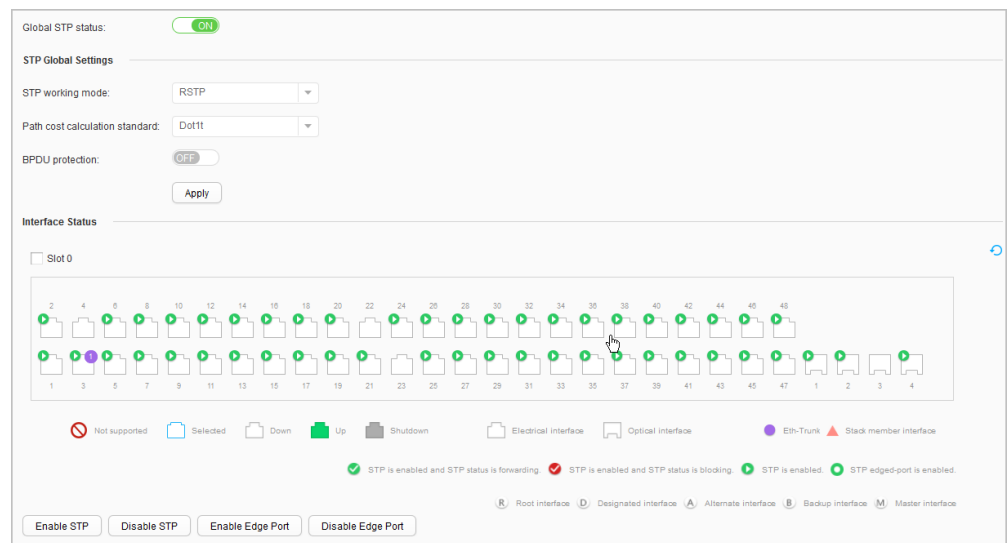 Global STP status: ON
STP Global Settings
STP working mode: RSTP
Path cost calculation standard: Dot1t
BPDU protection: OFF
Apply
Interface Status
Slot 0
2 4 6 8 10 12 14 16 18 20 22 24 26 28 30 32 34 36 38 40 42 44 46 48
1
1 3 5 7 9 11 13 15 17 19 21 23 25 27 29 31 33 35 37 39 41 43 45 47 1 2 3 4
Not supported Selected Down Up Shutdown Electrical interface Optical interface Eth-Trunk Stack member interface
STP is enabled and STP status is forwarding. STP is enabled and STP status is blocking. STP is enabled. STP edged-port is enabled.
R Root interface D Designated interface A Alternate interface B Backup interface M Master interface
Enable STP Disable STP Enable Edge Port Disable Edge Port